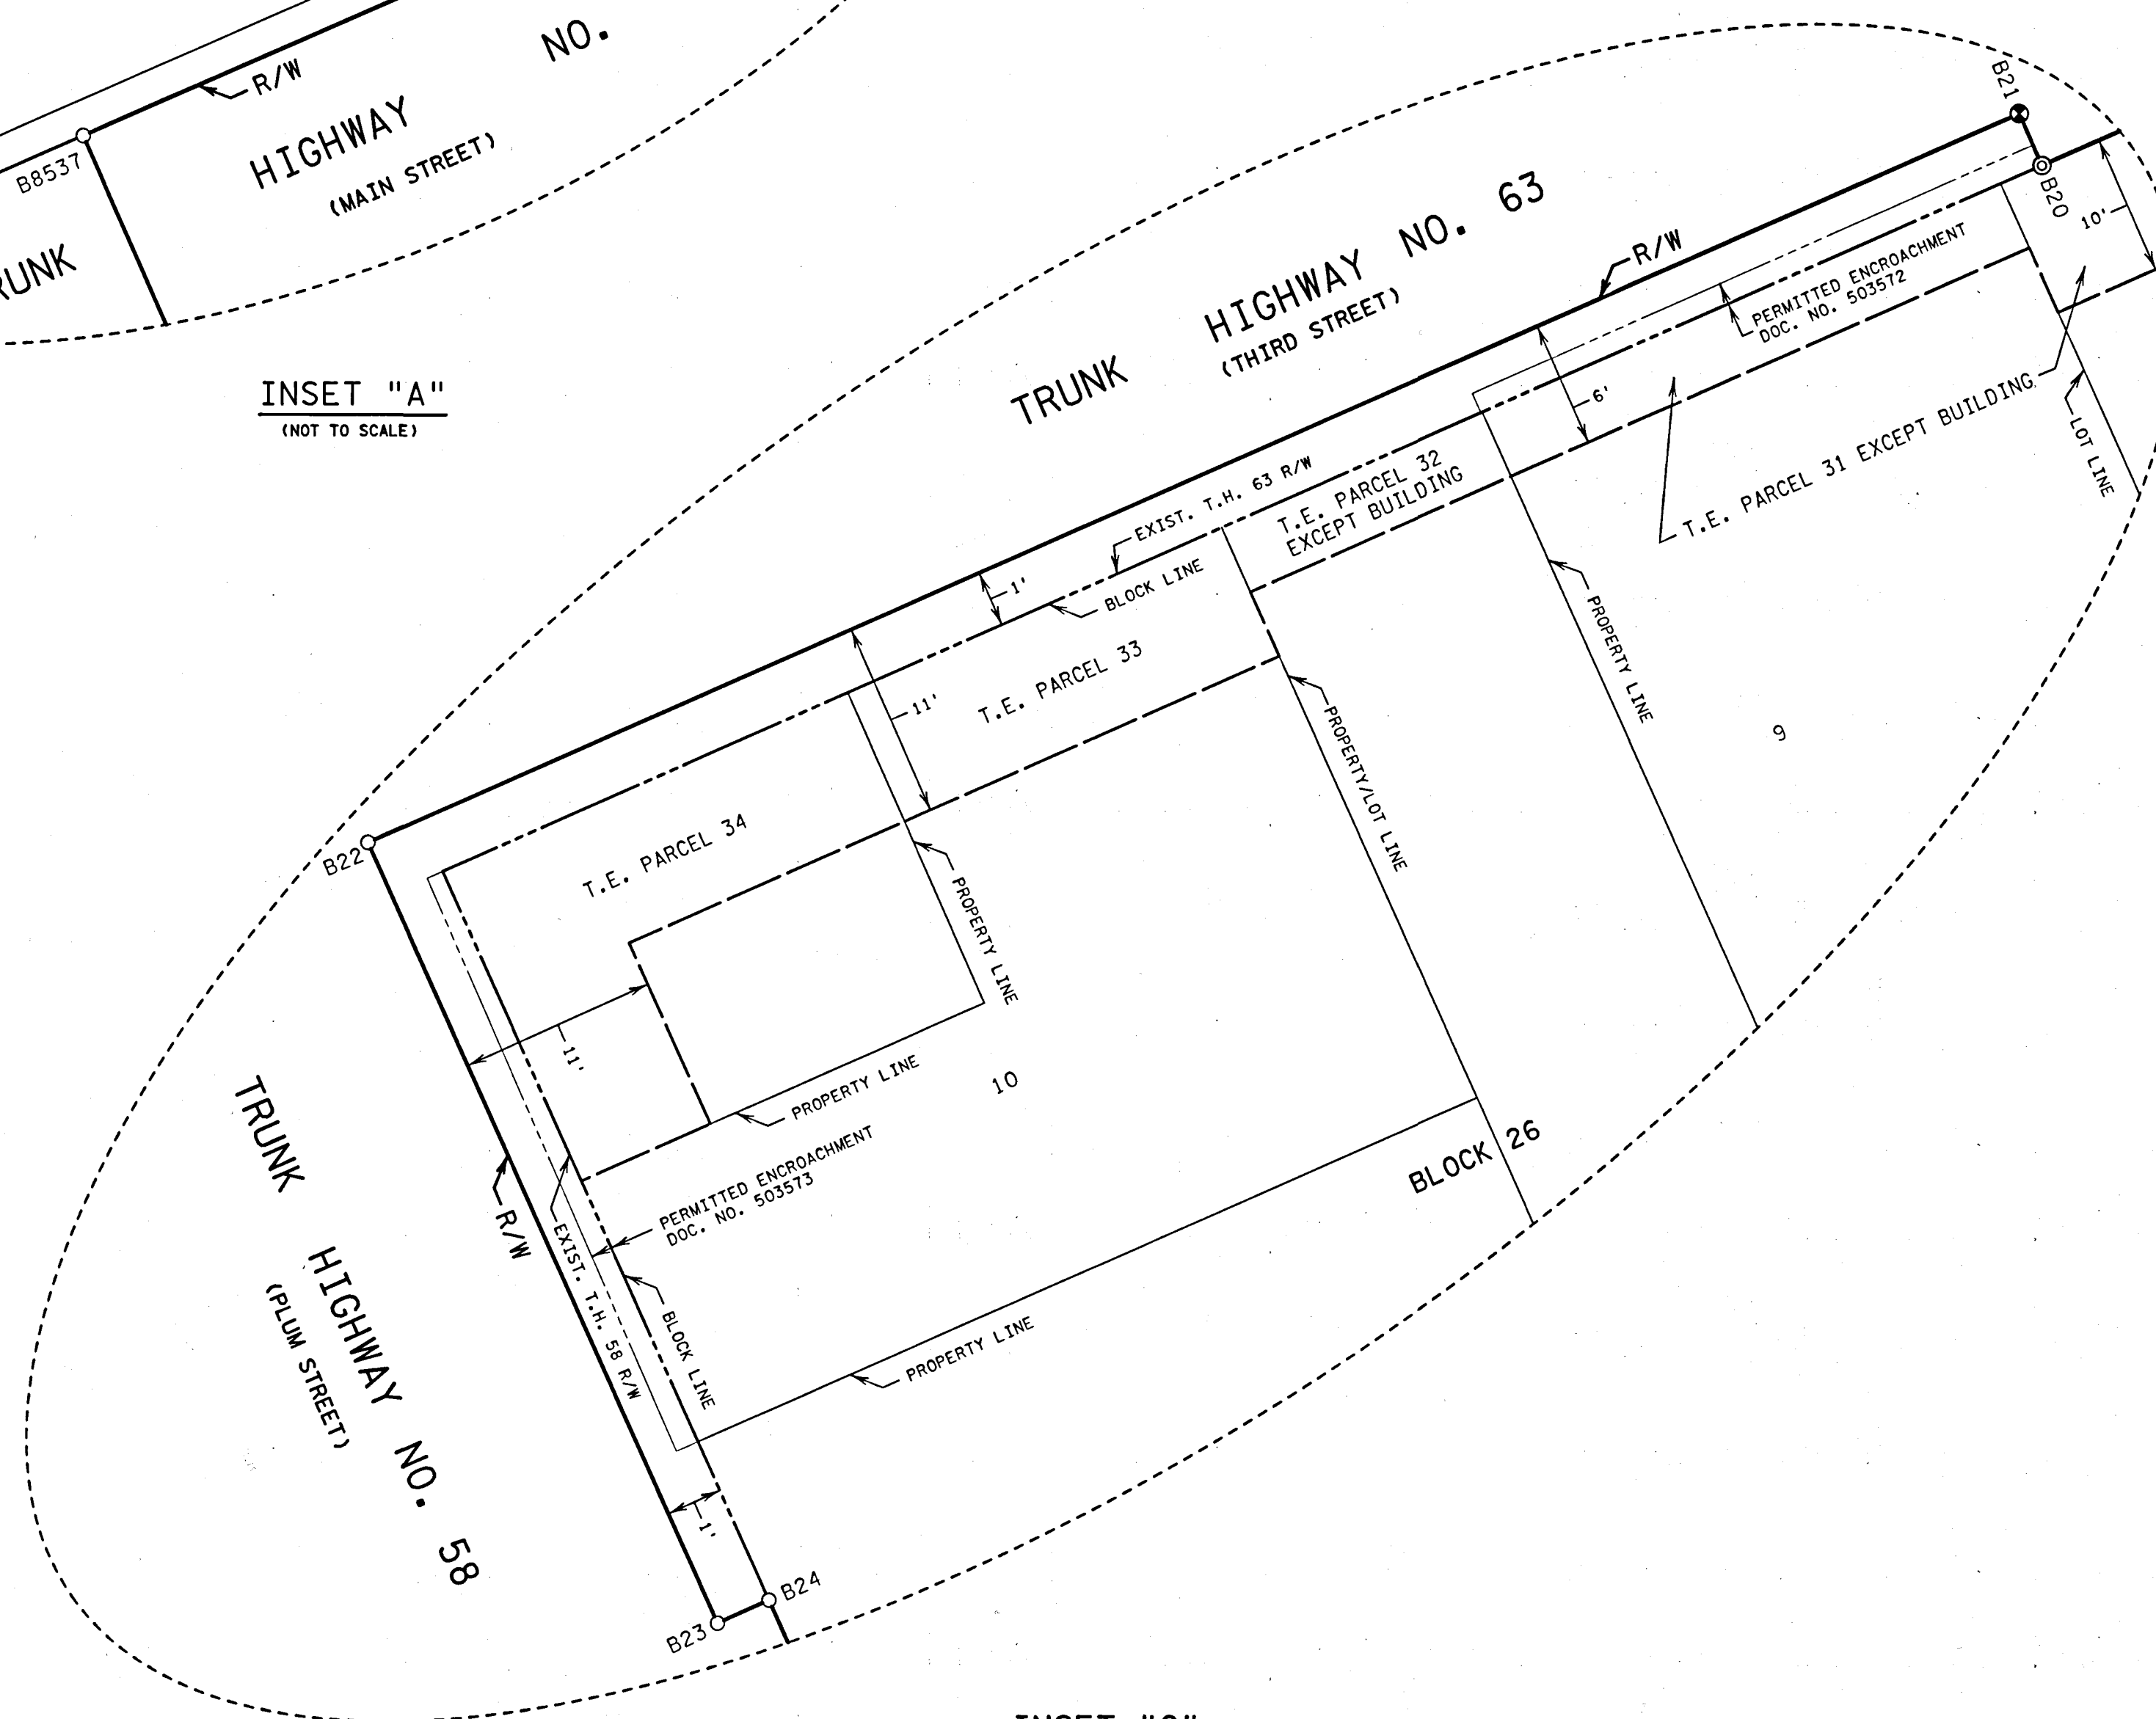 NO.
R/W
HIGHWAY
(MAIN STREET)
B8537
INSET "A"
(NOT TO SCALE)
B21
B20
10'
TRUNK HIGHWAY NO. 63
(THIRD STREET)
R/W
PERMITTED ENCROACHMENT
DOC. NO. 503572
6'
T.E. PARCEL 31 EXCEPT BUILDING
LOT LINE
EXIST. T.H. 63 R/W
T.E. PARCEL 32
EXCEPT BUILDING
1'
BLOCK LINE
T.E. PARCEL 33
11'
PROPERTY LINE
9
PROPERTY/LOT LINE
T.E. PARCEL 34
B22
PROPERTY LINE
11'
PROPERTY LINE
10
PERMITTED ENCROACHMENT
DOC. NO. 503573
BLOCK 26
TRUNK HIGHWAY NO. 58
(PLUM STREET)
R/W
EXIST. T.H. 58 R/W
BLOCK LINE
PROPERTY LINE
1'
B24
B23